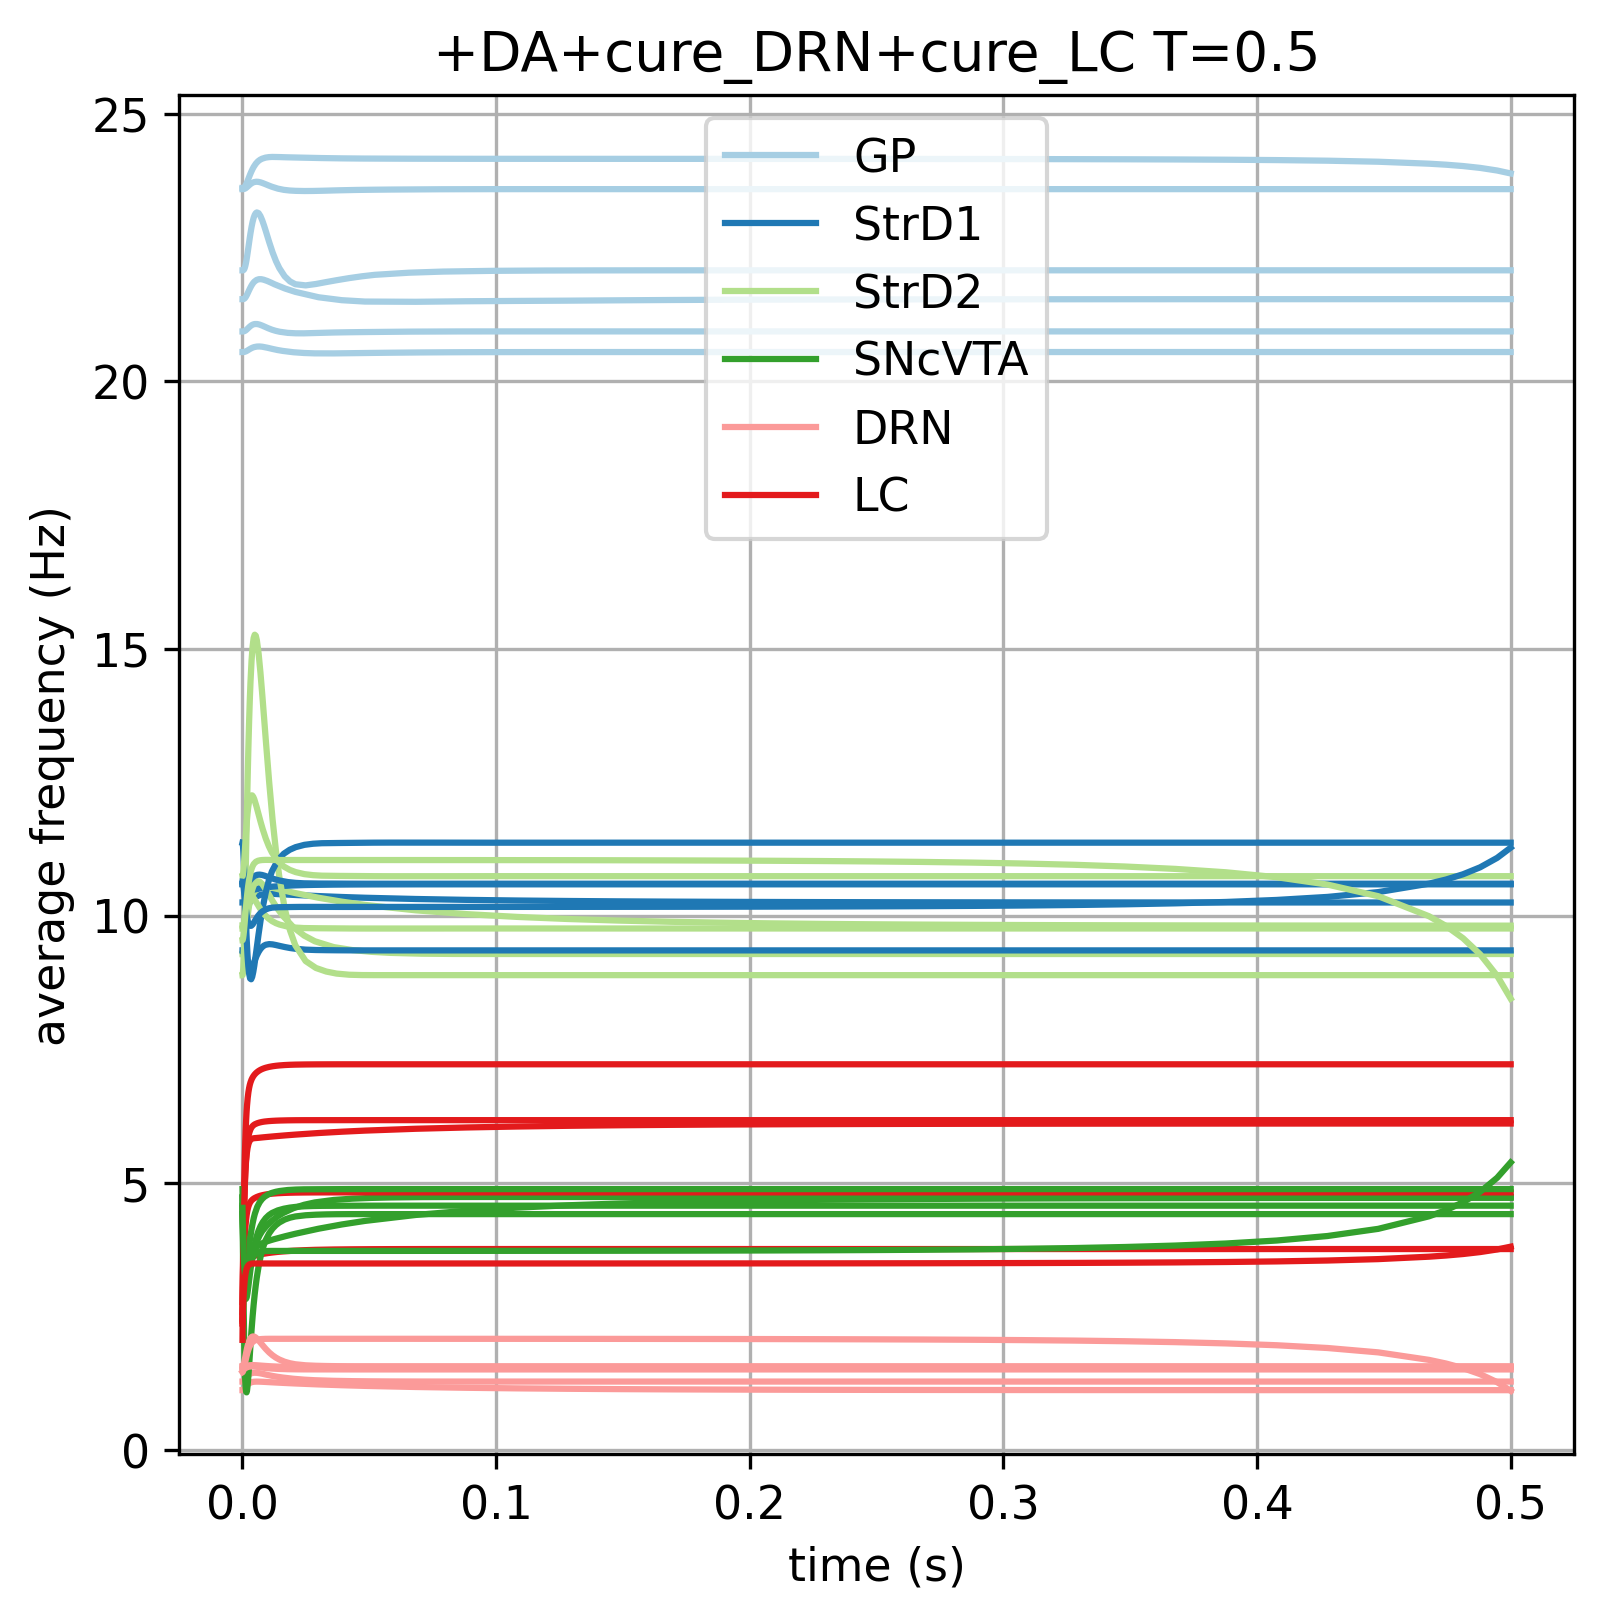 +DA+cure_DRN+cure_LC T=0.5
average frequency (Hz)
25
20
15
10
5
0
GP
StrD1
StrD2
SNcVTA
DRN
LC
0.0 0.1 0.2 0.3 0.4 0.5
time (s)